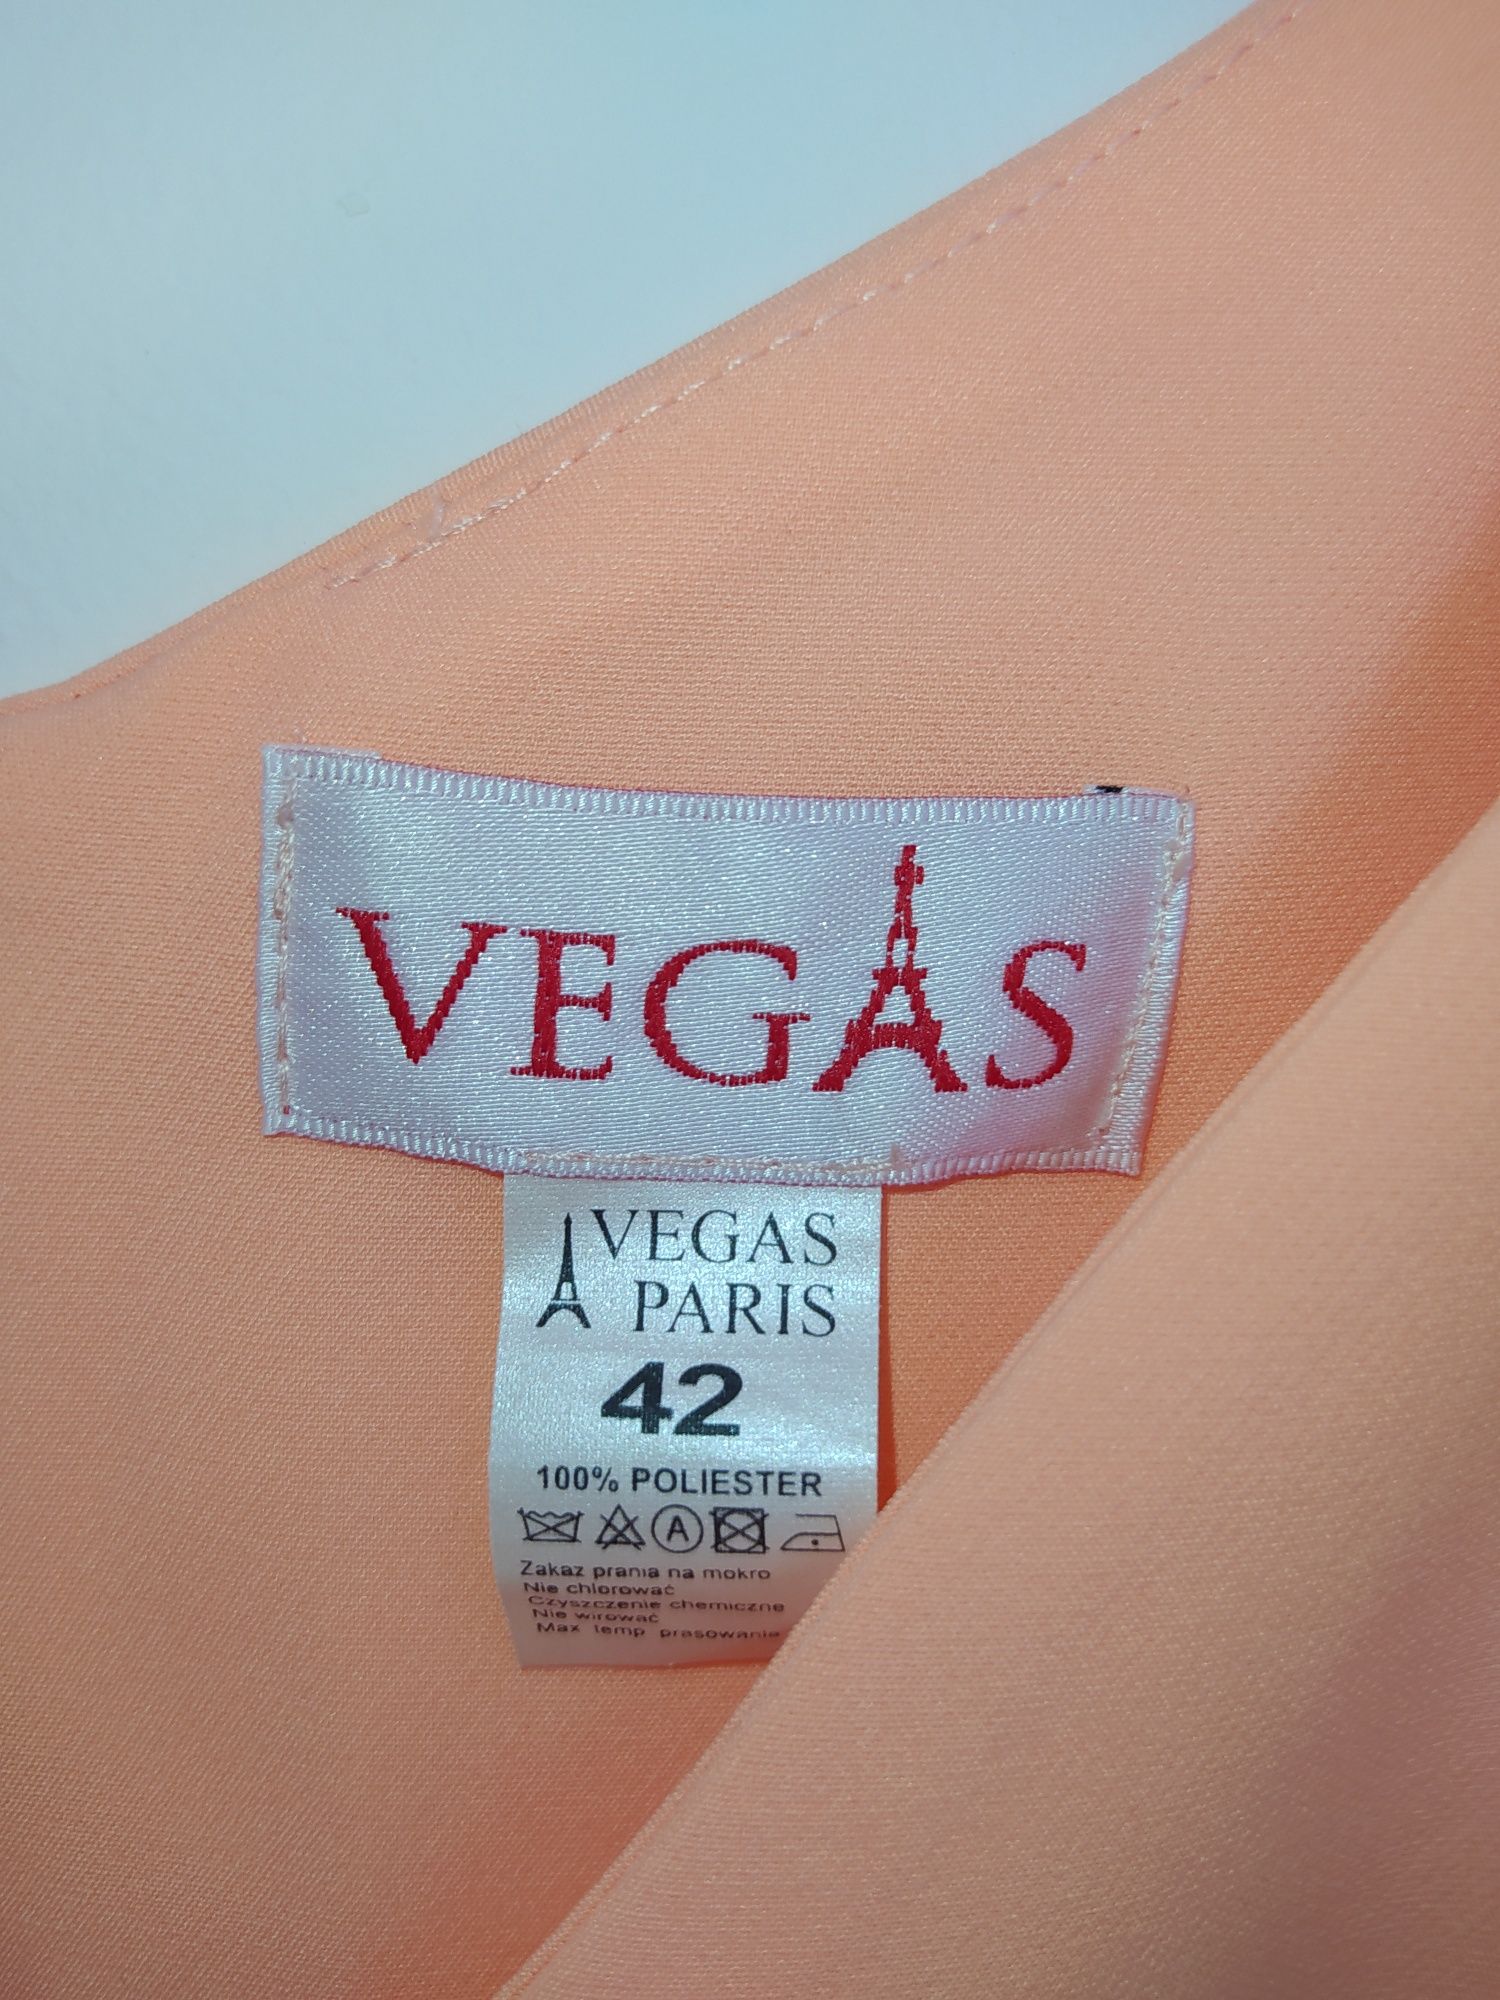 VEGAS
VEGAS
PARIS
42
100% POLIESTER
A
Zakaz prania na mokro
Nie chlorować
Czyszczenie chemiczne
Nie wirować
Max temp prasowania